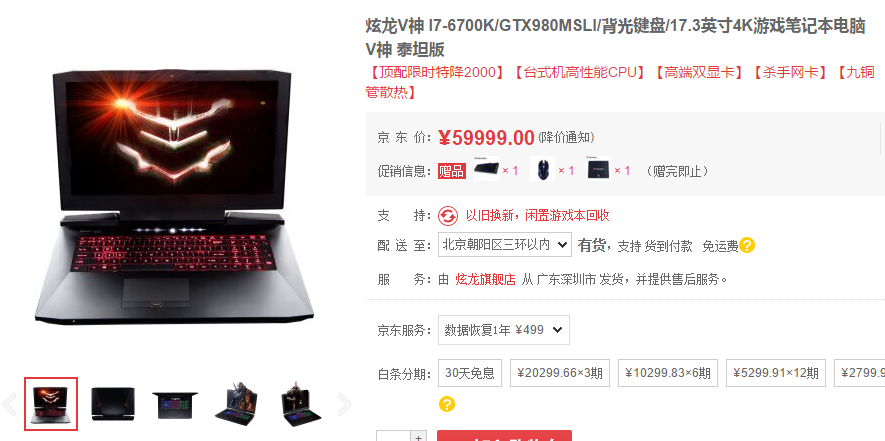 炫龙V神 I7-6700K/GTX980MSLI/背光键盘/17.3英寸4K游戏笔记本电脑
V神 泰坦版
【顶配限时特降2000】【台式机高性能CPU】【高端双显卡】【杀手网卡】【九铜
管散热】
京 东 价： ¥59999.00 (降价通知)
促销信息： 赠品 × 1 × 1 × 1 （赠完即止）
支 持： 以旧换新，闲置游戏本回收
配 送 至： 北京朝阳区三环以内 有货，支持 货到付款 免运费 ?
服 务： 由 炫龙旗舰店 从 广东深圳市 发货，并提供售后服务。
京东服务： 数据恢复1年 ¥499
白条分期： 30天免息 ¥20299.66×3期 ¥10299.83×6期 ¥5299.91×12期 ¥2799.9
?
+